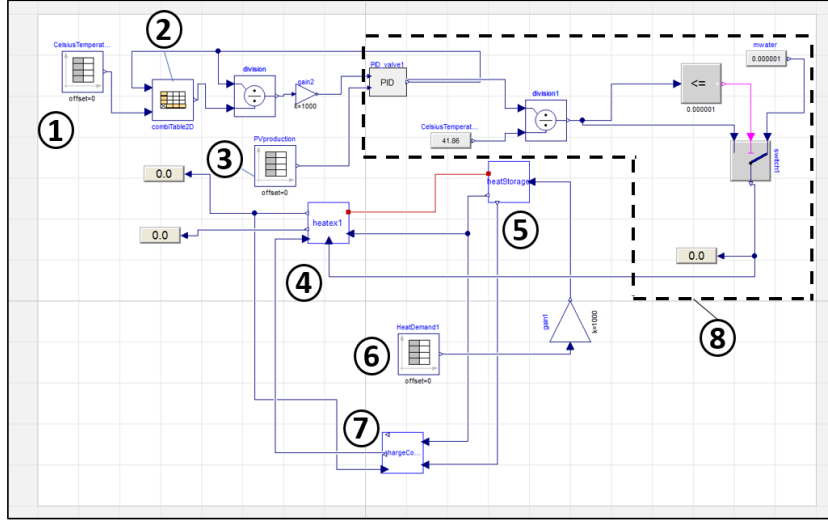 CelsiusTemperat...
offset=0
1
2
combiTable2D
division
gain2
k=1000
PID_valve1
PID
division1
CelsiusTemperat...
41.86
<=
0.000001
mwater
0.000001
switch1
3
PVproduction
offset=0
0.0
0.0
heatex1
4
heatStorage
5
0.0
8
gain1
k=1000
6
HeatDemand1
offset=0
7
chargeCo...